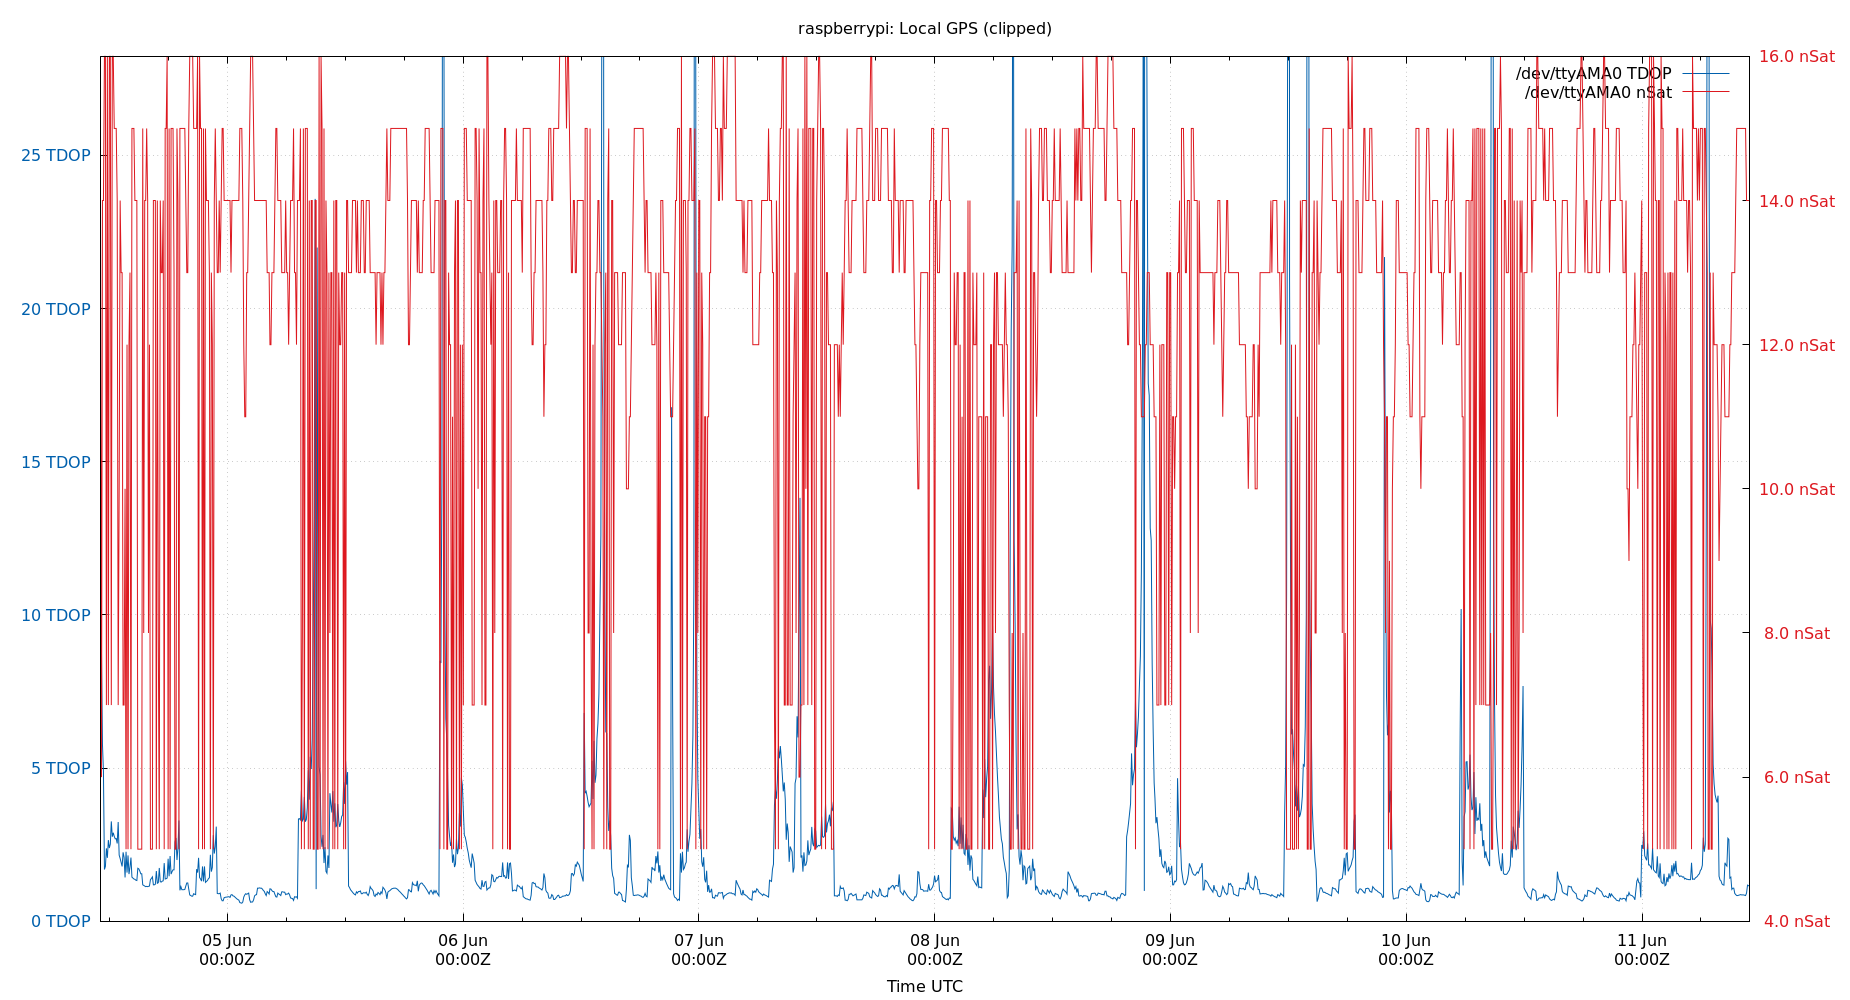 raspberrypi: Local GPS (clipped)
16.0 nSat
/dev/ttyAMA0 TDOP
/dev/ttyAMA0 nSat
25 TDOP
14.0 nSat
20 TDOP
12.0 nSat
15 TDOP
10.0 nSat
10 TDOP
8.0 nSat
5 TDOP
6.0 nSat
0 TDOP
4.0 nSat
05 Jun 06 Jun 07 Jun 08 Jun 09 Jun 10 Jun 11 Jun
00:00Z 00:00Z 00:00Z 00:00Z 00:00Z 00:00Z 00:00Z
Time UTC